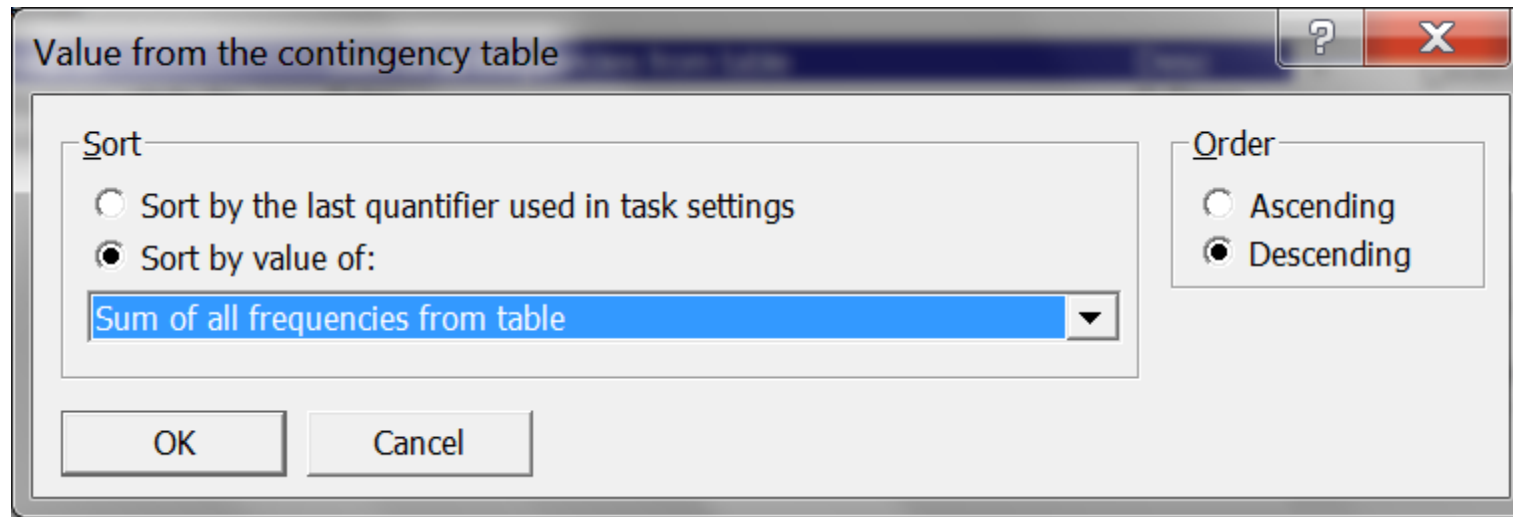 Value from the contingency table
Sort
Sort by the last quantifier used in task settings
Sort by value of:
Sum of all frequencies from table
Order
Ascending
Descending
OK
Cancel